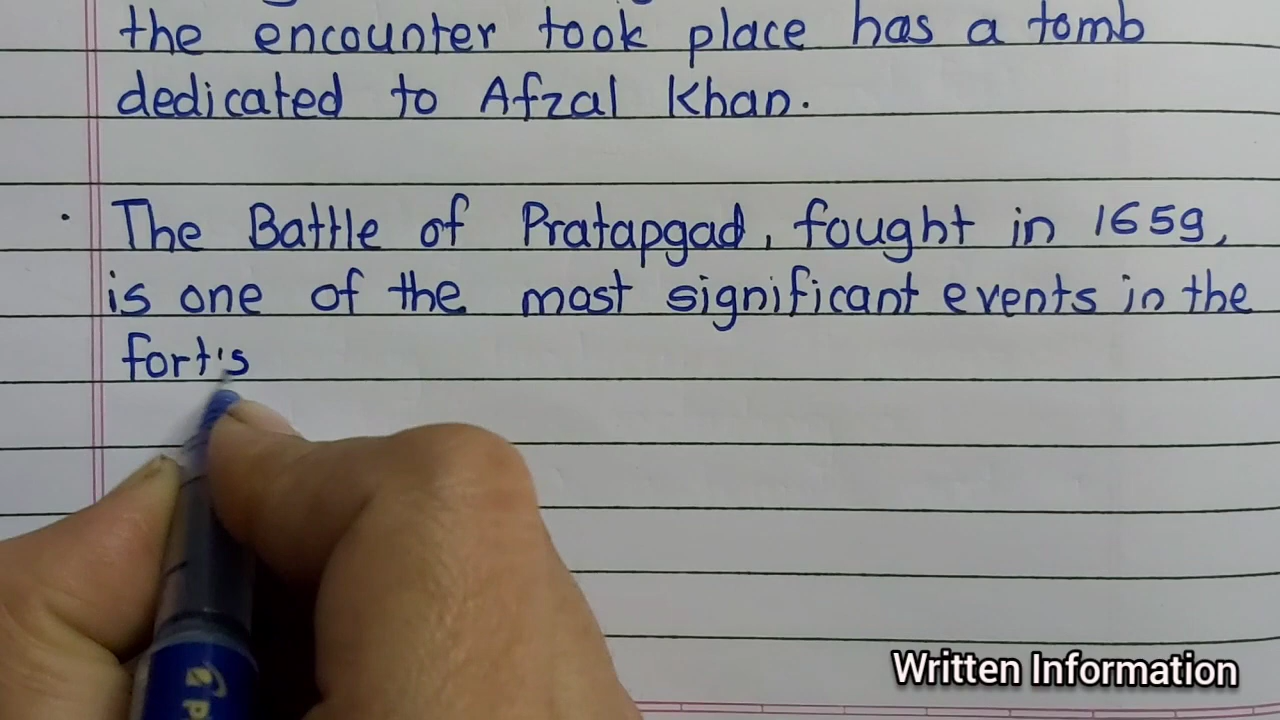 the encounter took place has a tomb
dedicated to Afzal Khan.
• The Battle of Pratapgad, fought in 1659,
is one of the most significant events in the
fort's
Written Information